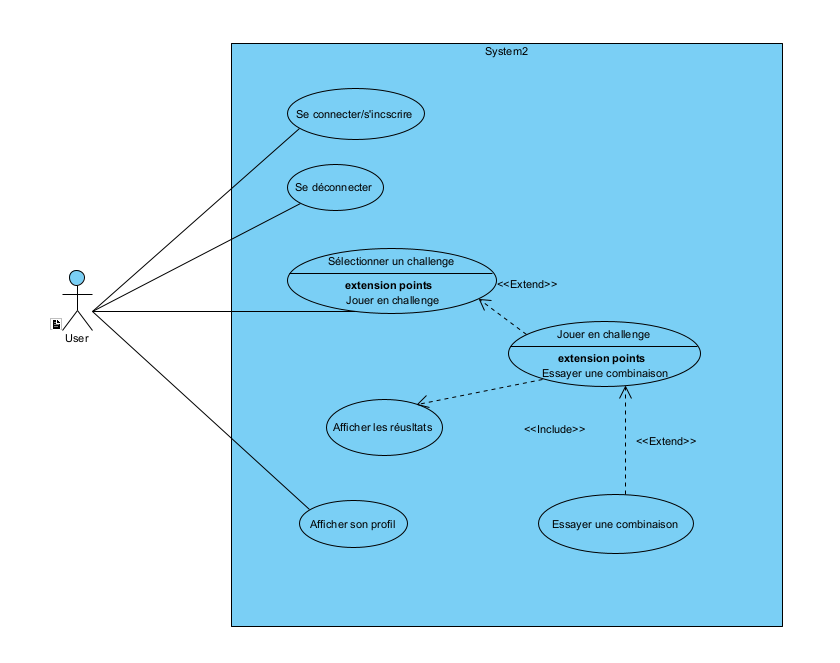 System2
Se connecter/s'incscrire
Se déconnecter
Sélectionner un challenge
extension points
Jouer en challenge
<<Extend>>
User
Jouer en challenge
extension points
Essayer une combinaison
Afficher les réusltats
<<Include>>
<<Extend>>
Afficher son profil
Essayer une combinaison